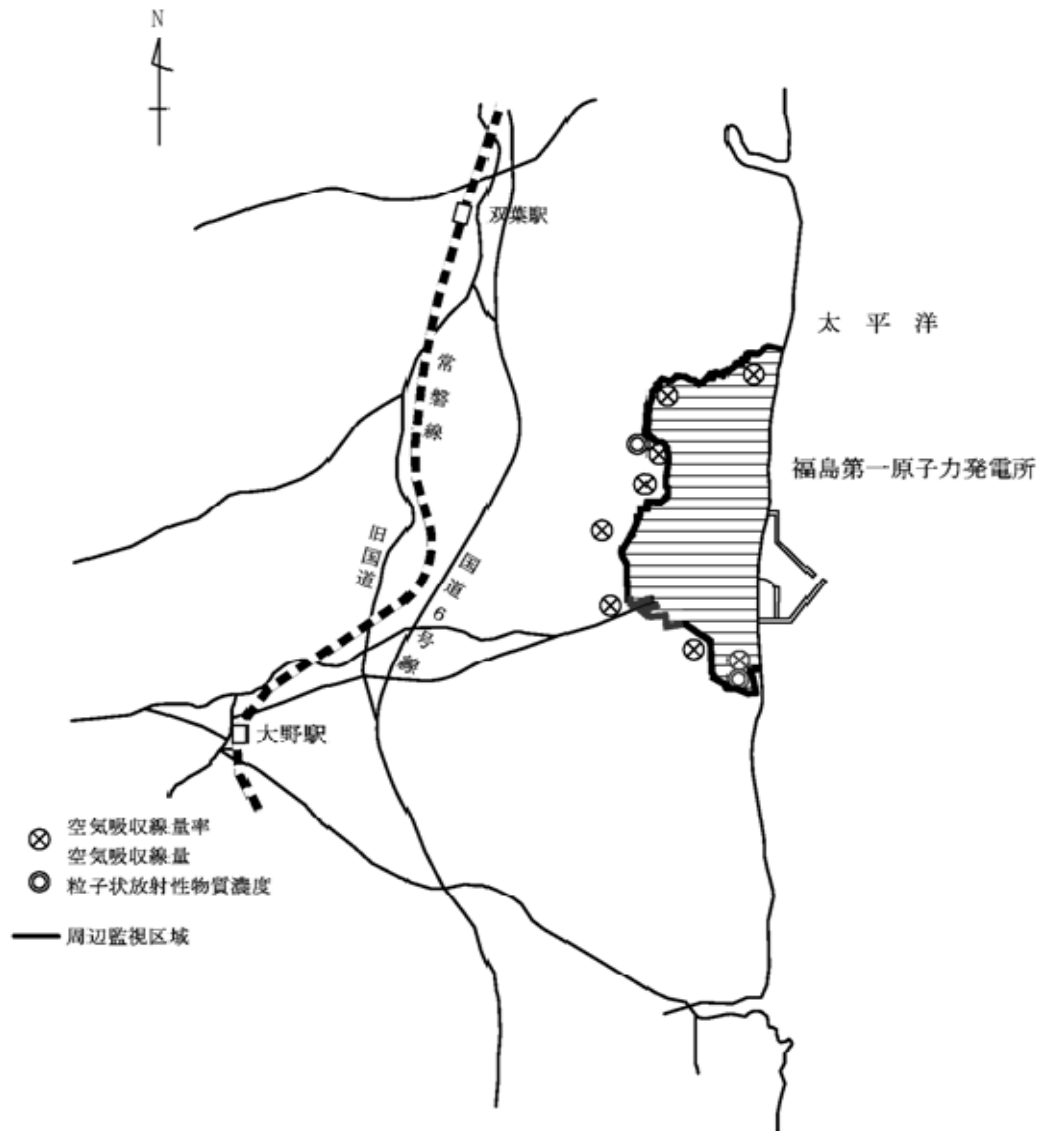 N
双葉駅
太平洋
常磐線
福島第一原子力発電所
旧国道
国道6号線
大野駅
空気吸収線量率
空気吸収線量
粒子状放射性物質濃度
周辺監視区域